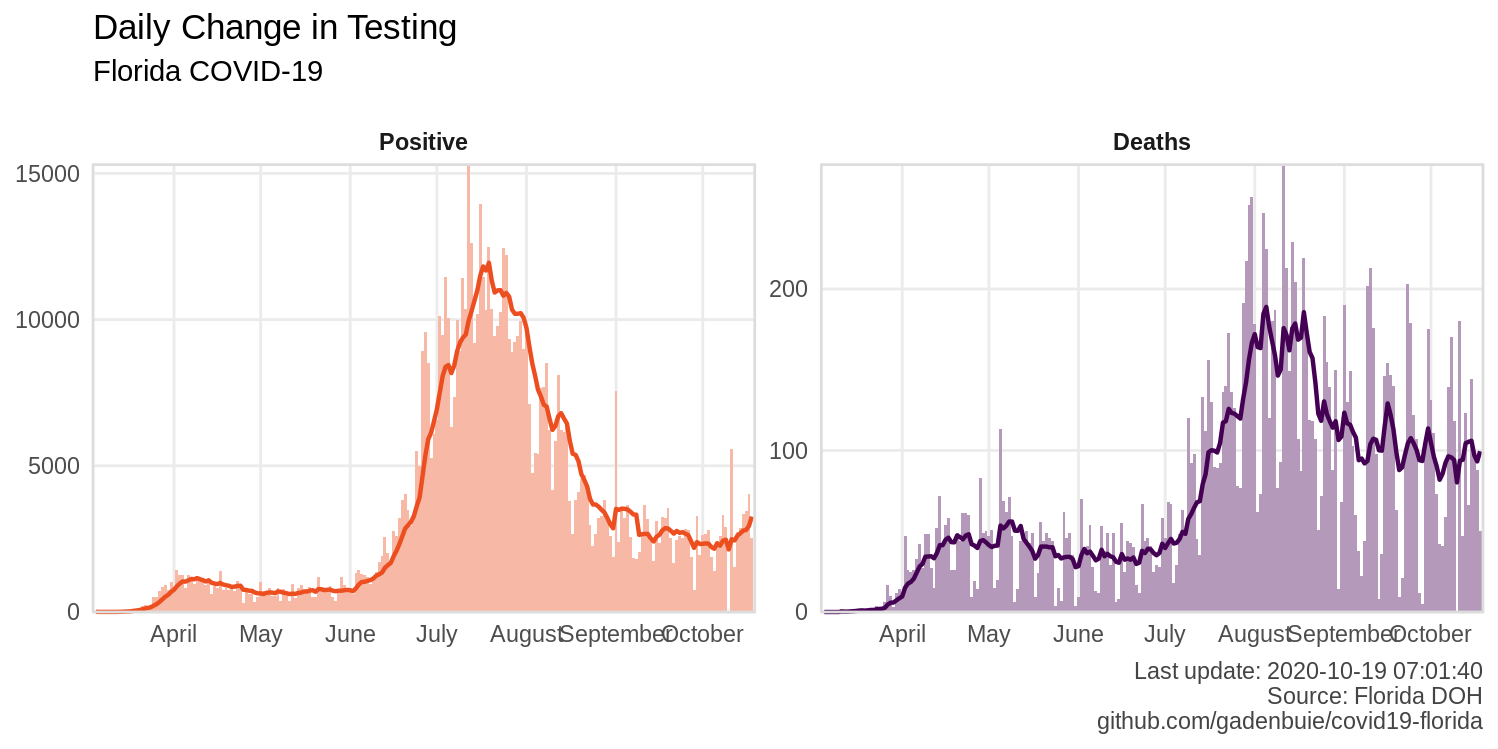 Daily Change in Testing
Florida COVID-19
Positive
15000
10000
5000
0
April May June July August September October
Deaths
200
100
0
April May June July August September October
Last update: 2020-10-19 07:01:40
Source: Florida DOH
github.com/gadenbuie/covid19-florida